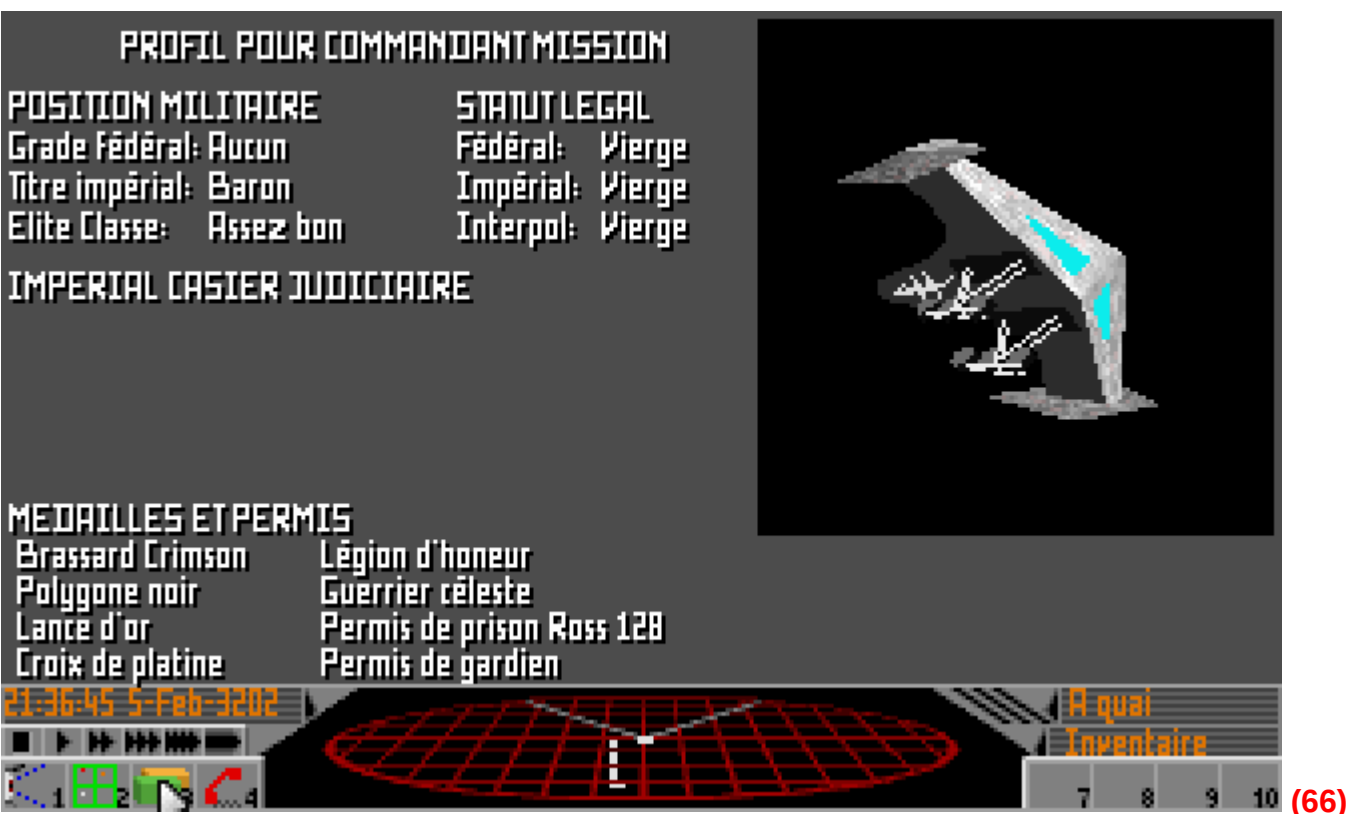 PROFIL POUR COMMANDANT MISSION
POSITION MILITAIRE STATUT LEGAL
Grade Fédéral: Aucun Fédéral: Vierge
Titre impérial: Baron Impérial: Vierge
Elite Classe: Assez bon Interpol: Vierge
IMPERIAL CASIER JUDICIAIRE
MEDAILLES ET PERMIS
Brassard Crimson Légion d'honeur
Polygone noir Guerrier céleste
Lance d'or Permis de prison Ross 128
Croix de platine Permis de gardien
21:36:45 5-Feb-3202 A quai
Inventaire
1 2 3 4 7 8 9 10 (66)